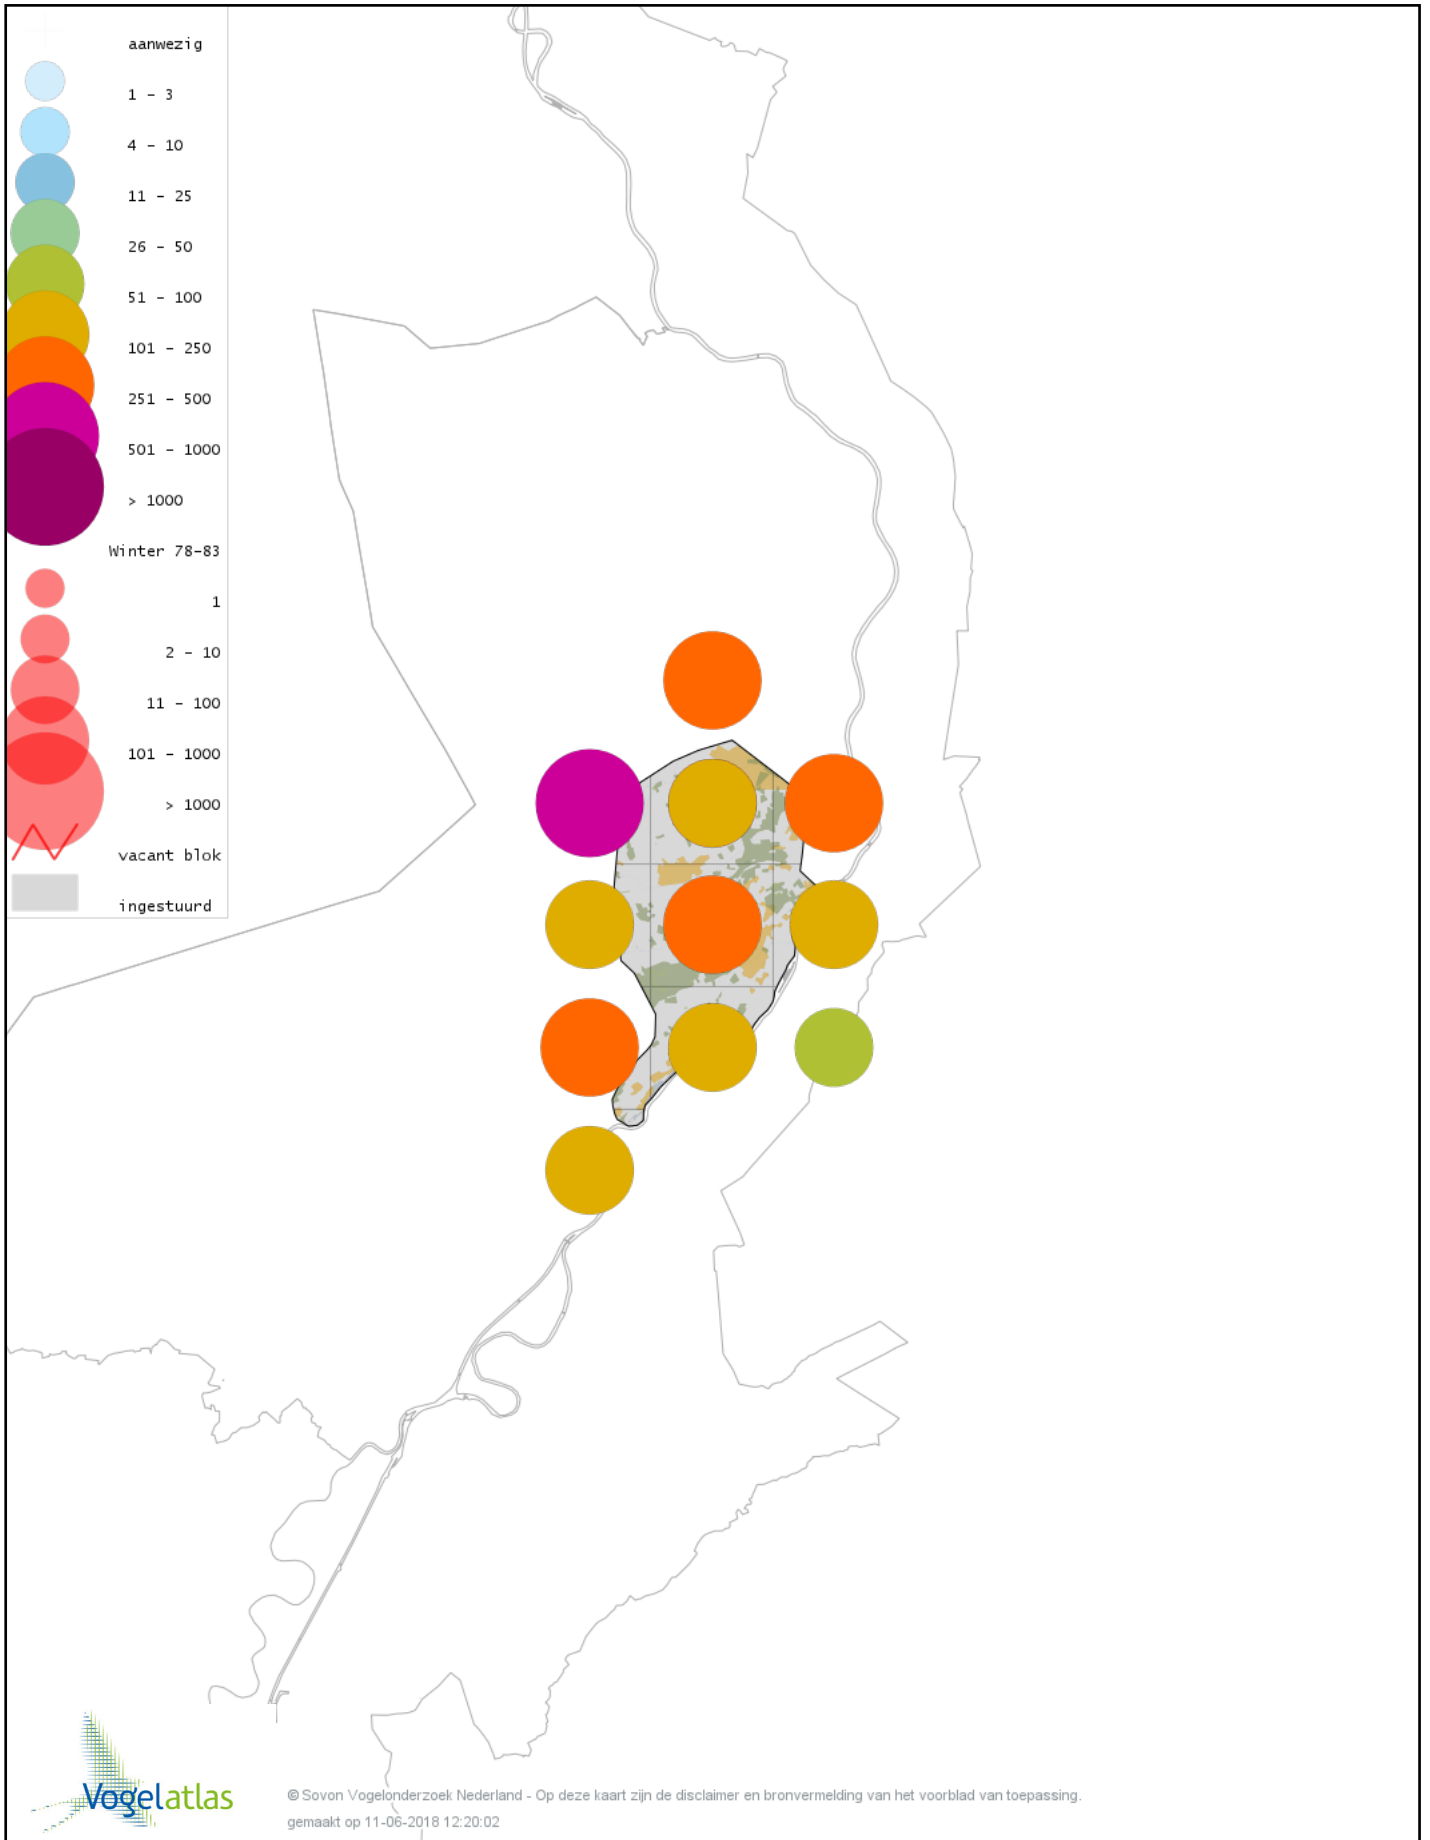 aanwezig
1 - 3
4 - 10
11 - 25
26 - 50
51 - 100
101 - 250
251 - 500
501 - 1000
> 1000
Winter 78-83
1
2 - 10
11 - 100
101 - 1000
> 1000
vacant blok
ingestuurd
Vogelatlas
© Sovon Vogelonderzoek Nederland - Op deze kaart zijn de disclaimer en bronvermelding van het voorblad van toepassing.
gemaakt op 11-06-2018 12:20:02